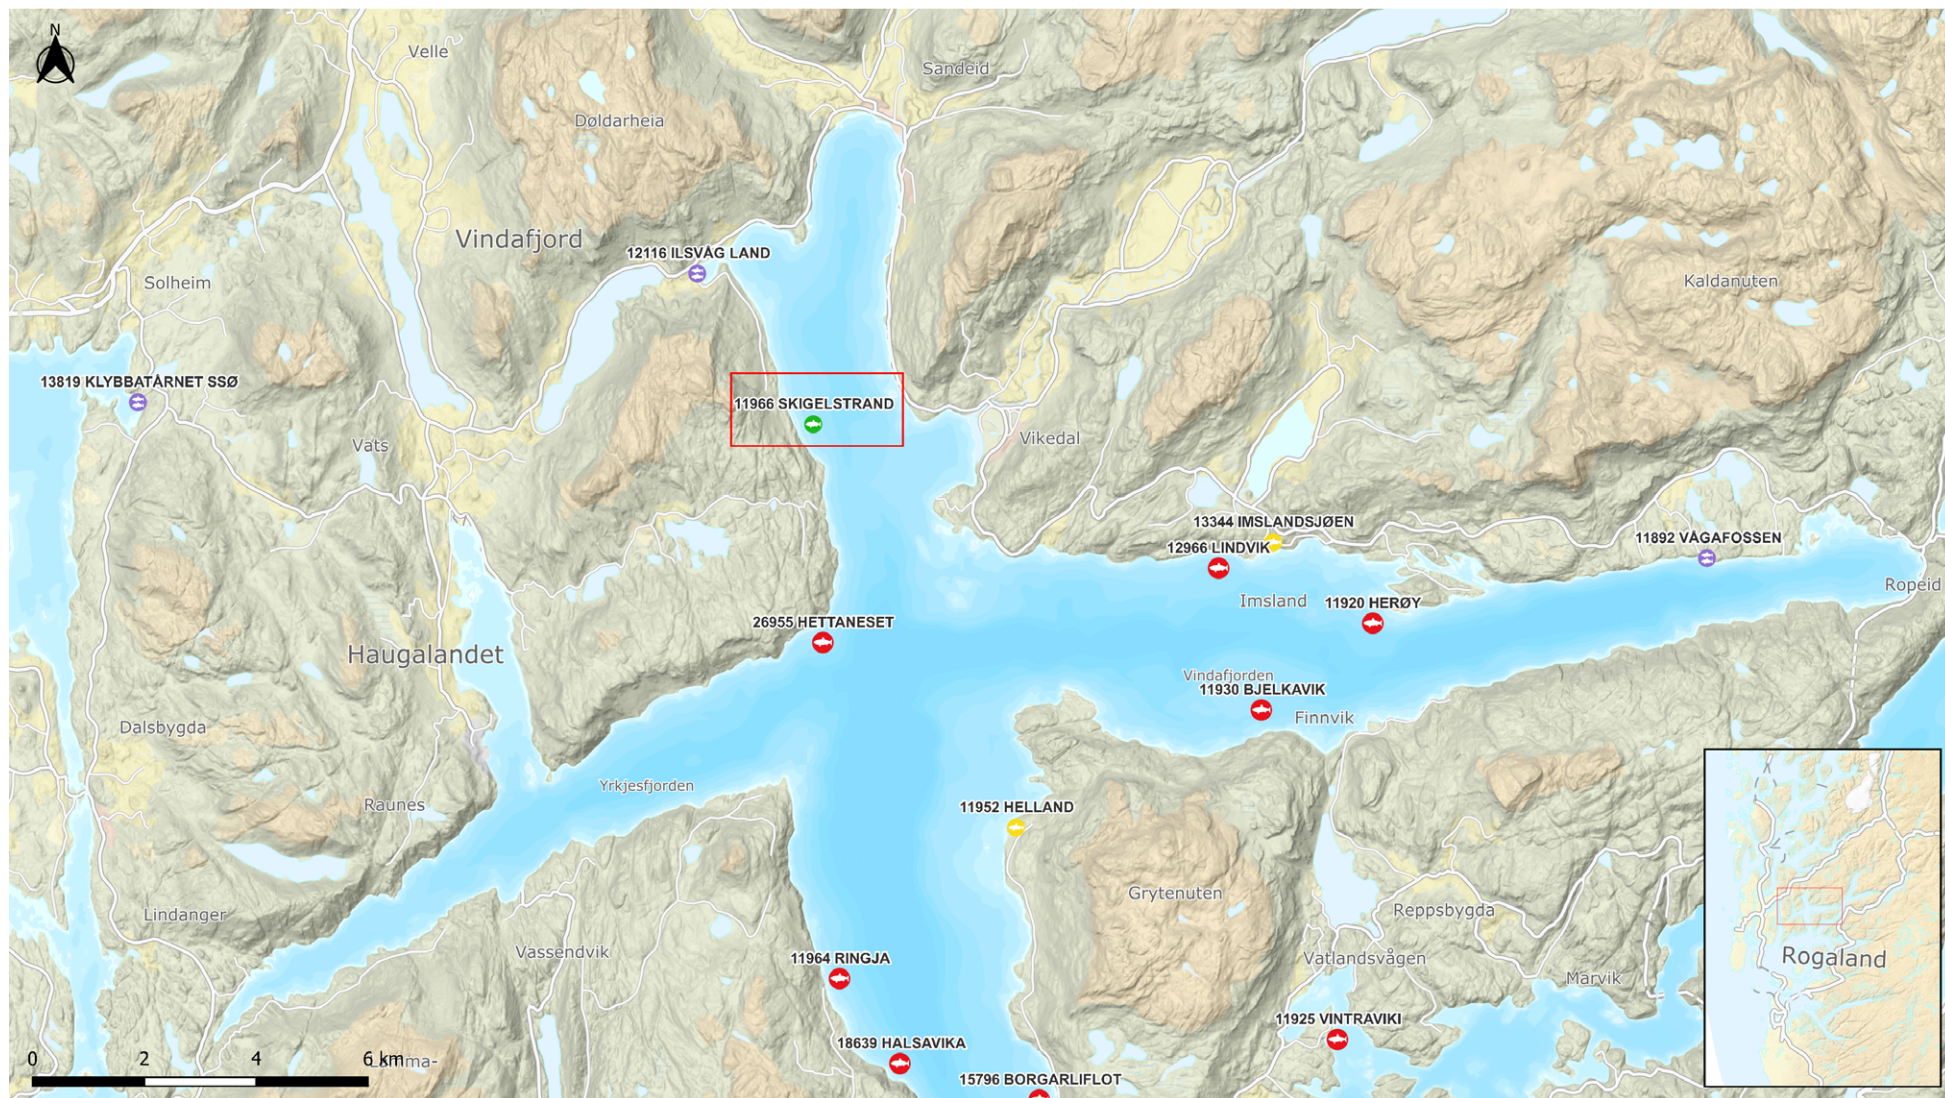 N
Velle
Sandeid
Døldarheia
Vindafjord
12116 ILSVÅG LAND
Solheim
Kaldanuten
13819 KLYBBATÅRNET SSØ
11966 SKIGELSTRAND
Vats
Vikedal
13344 IMSLANDSJØEN
12966 LINDVIK
11892 VÅGAFOSSEN
Ropeid
Imsland
11920 HERØY
26955 HETTANESET
Haugalandet
Vindafjorden
11930 BJELKAVIK
Finnvik
Dalsbygda
Yrkjesfjorden
Raunes
11952 HELLAND
Grytenuten
Lindanger
Reppsbygda
Vassendvik
11964 RINGJA
Vatlandsvågen
Marvik
Rogaland
11925 VINTRAVIKI
18639 HALSAVIKA
0 2 4 6 km
15796 BORGARLIFLOT